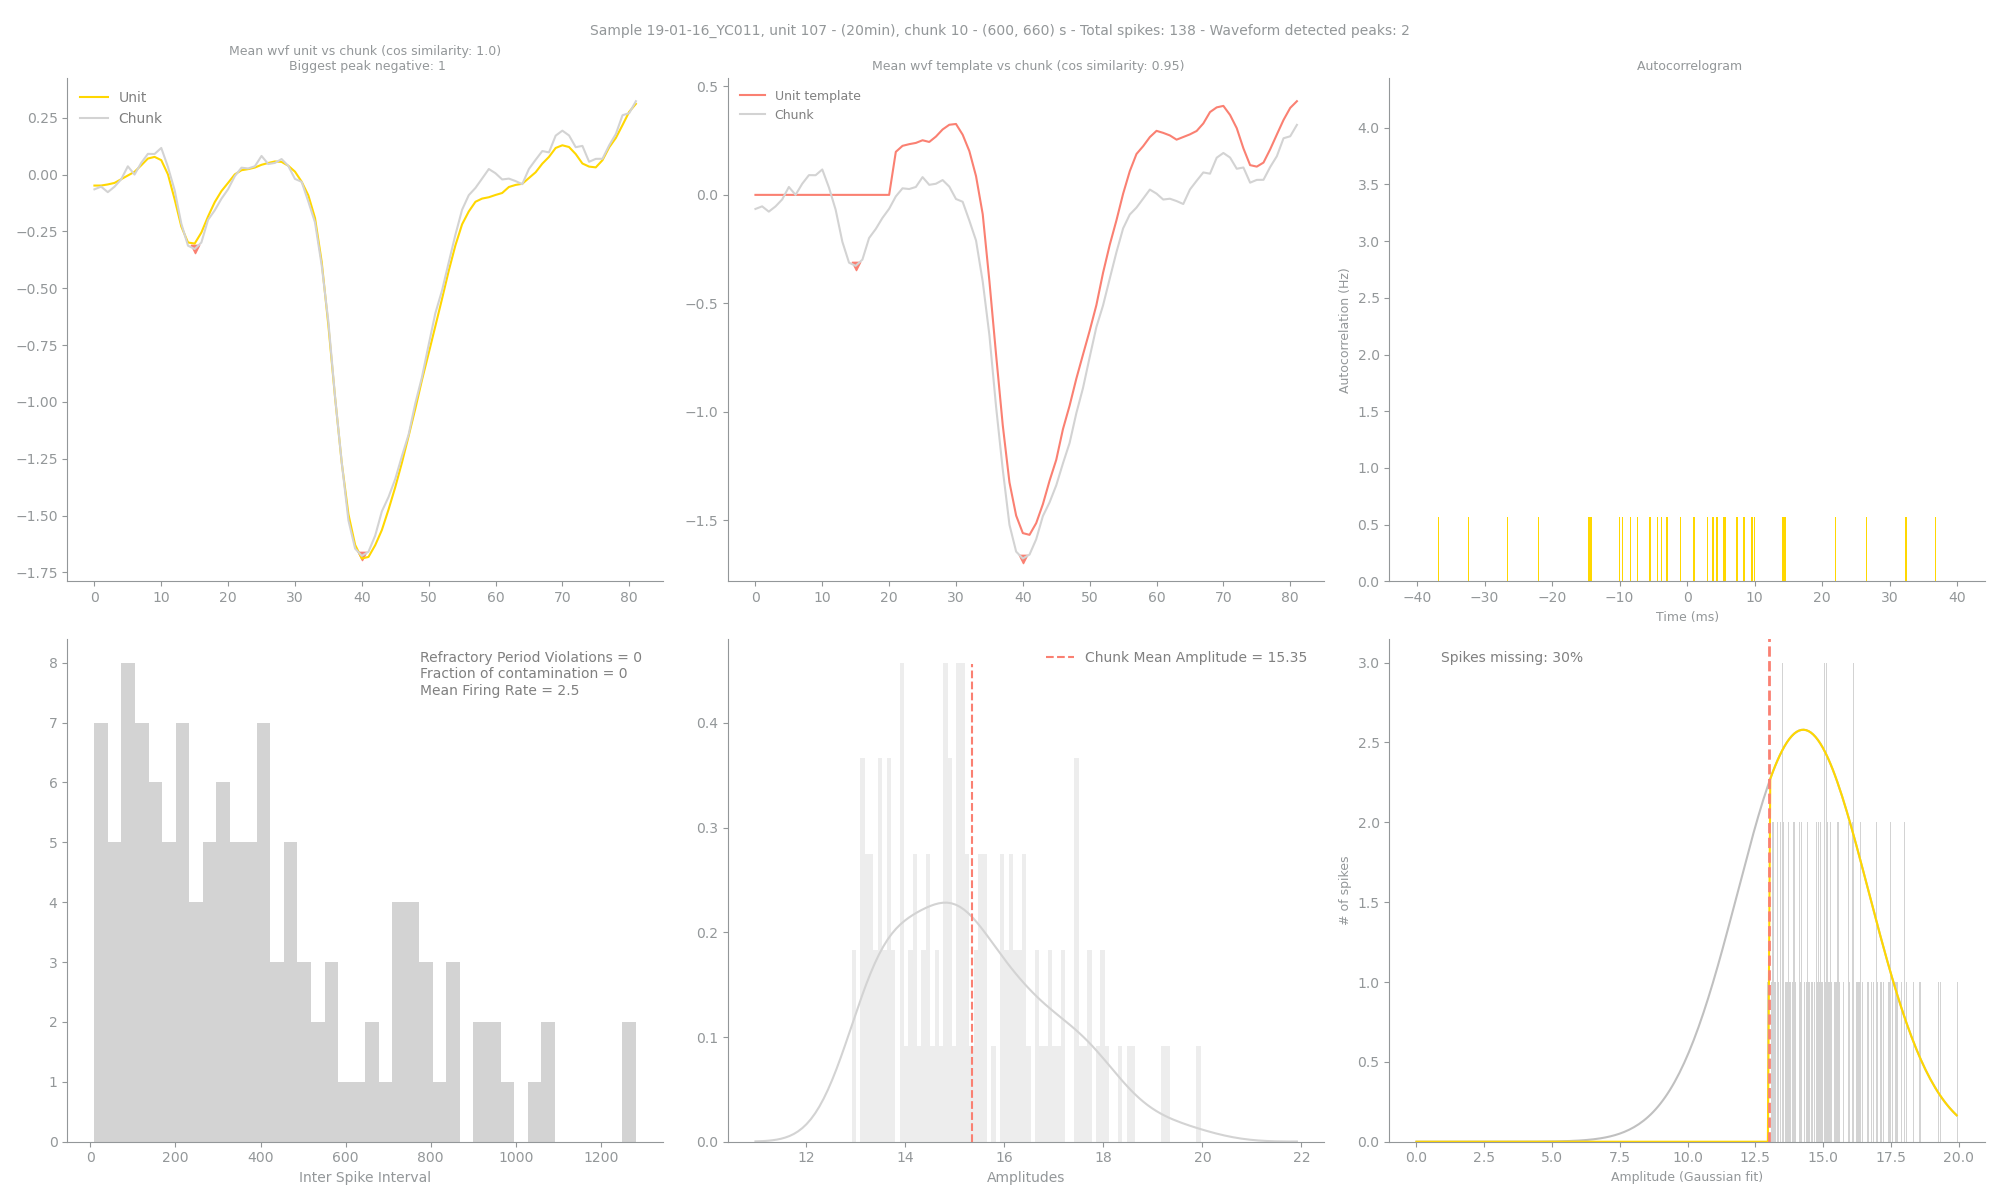 Sample 19-01-16_YC011, unit 107 - (20min), chunk 10 - (600, 660) s - Total spikes: 138 - Waveform detected peaks: 2
Mean wvf unit vs chunk (cos similarity: 1.0)
Biggest peak negative: 1
Unit
Chunk
0.25
0.00
−0.25
−0.50
−0.75
−1.00
−1.25
−1.50
−1.75
0 10 20 30 40 50 60 70 80
Mean wvf template vs chunk (cos similarity: 0.95)
Unit template
Chunk
0.5
0.0
−0.5
−1.0
−1.5
0 10 20 30 40 50 60 70 80
Autocorrelogram
Autocorrelation (Hz)
4.0
3.5
3.0
2.5
2.0
1.5
1.0
0.5
0.0
−40 −30 −20 −10 0 10 20 30 40
Time (ms)
Refractory Period Violations = 0
Fraction of contamination = 0
Mean Firing Rate = 2.5
8
7
6
5
4
3
2
1
0
0 200 400 600 800 1000 1200
Inter Spike Interval
Chunk Mean Amplitude = 15.35
0.4
0.3
0.2
0.1
0.0
12 14 16 18 20 22
Amplitudes
Spikes missing: 30%
# of spikes
3.0
2.5
2.0
1.5
1.0
0.5
0.0
0.0 2.5 5.0 7.5 10.0 12.5 15.0 17.5 20.0
Amplitude (Gaussian fit)